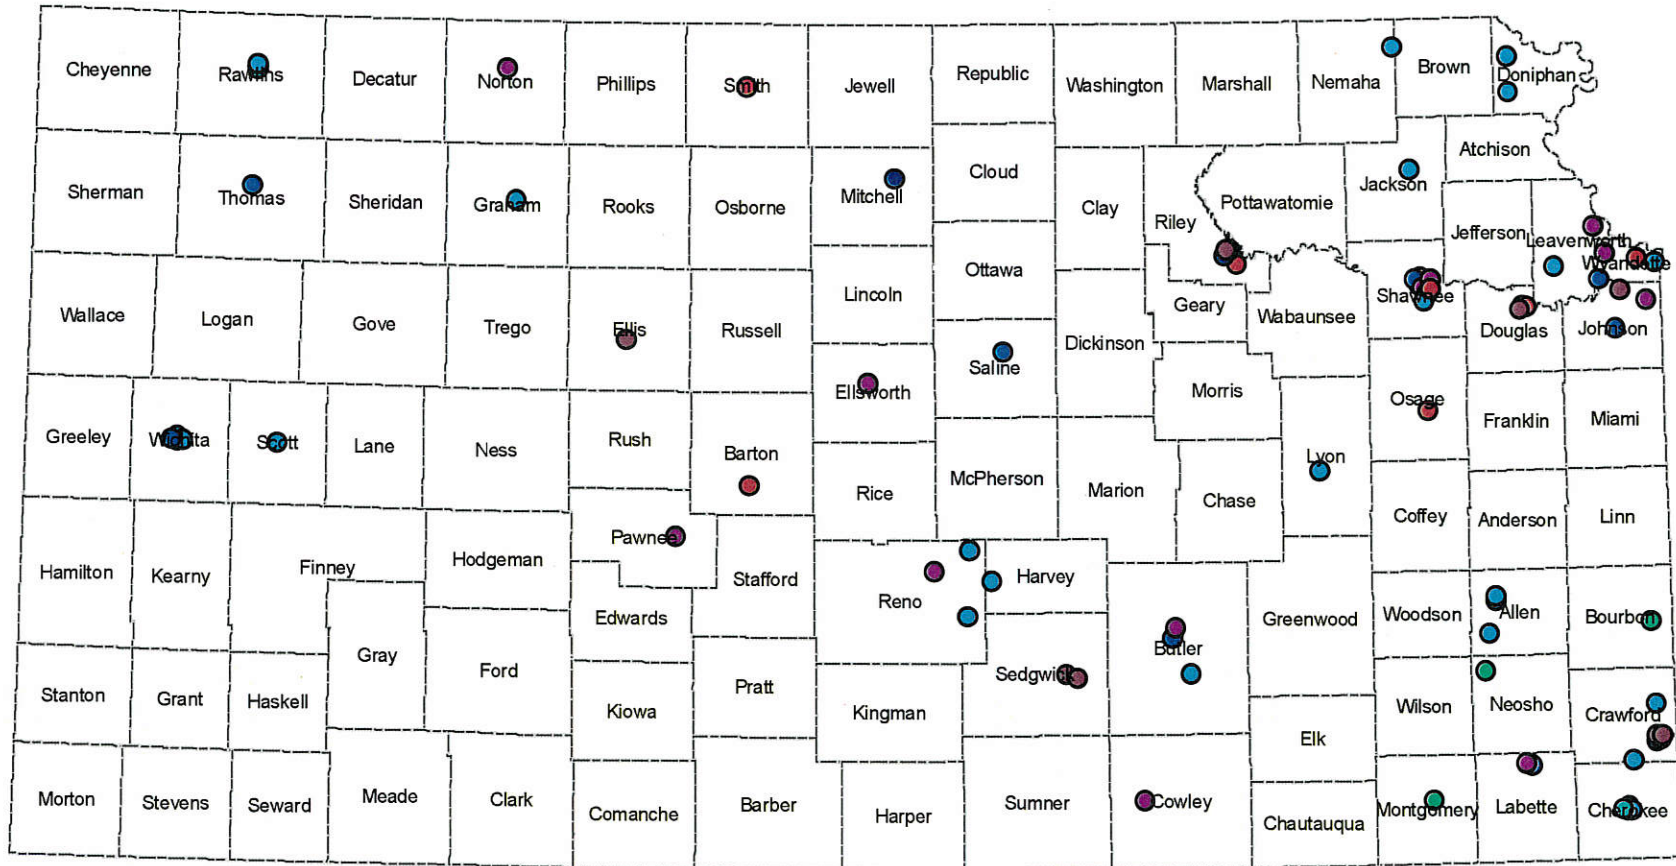 Cheyenne
Rawlins
Decatur
Norton
Phillips
Smith
Jewell
Republic
Washington
Marshall
Nemaha
Brown
Doniphan
Sherman
Thomas
Sheridan
Graham
Rooks
Osborne
Mitchell
Cloud
Clay
Riley
Pottawatomie
Jackson
Atchison
Jefferson
Leavenworth
Wyandotte
Wallace
Logan
Gove
Trego
Ellis
Russell
Lincoln
Ottawa
Saline
Dickinson
Geary
Wabaunsee
Shawnee
Douglas
Johnson
Ellsworth
Morris
Osage
Franklin
Miami
Greeley
Wichita
Scott
Lane
Ness
Rush
Barton
Rice
McPherson
Marion
Chase
Lyon
Coffey
Anderson
Linn
Hamilton
Kearny
Finney
Hodgeman
Pawnee
Stafford
Edwards
Reno
Harvey
Sedgwick
Butler
Greenwood
Woodson
Allen
Bourbon
Stanton
Grant
Haskell
Gray
Ford
Kiowa
Pratt
Kingman
Elk
Wilson
Neosho
Crawford
Morton
Stevens
Seward
Meade
Clark
Comanche
Barber
Harper
Sumner
Cowley
Chautauqua
Montgomery
Labette
Cherokee